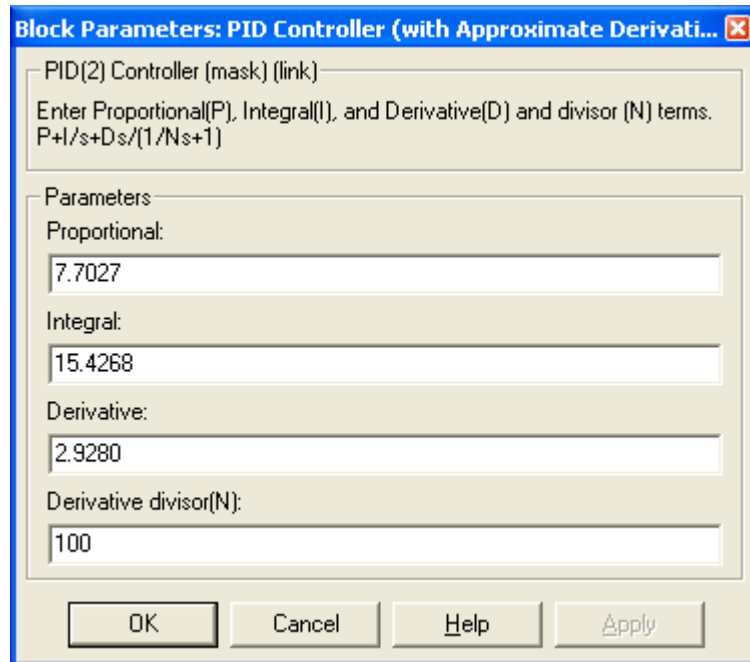 Block Parameters: PID Controller (with Approximate Derivati...
PID(2) Controller (mask) (link)
Enter Proportional(P), Integral(I), and Derivative(D) and divisor (N) terms.
P+I/s+Ds/(1/Ns+1)
Parameters
Proportional:
7.7027
Integral:
15.4268
Derivative:
2.9280
Derivative divisor(N):
100
OK Cancel Help Apply